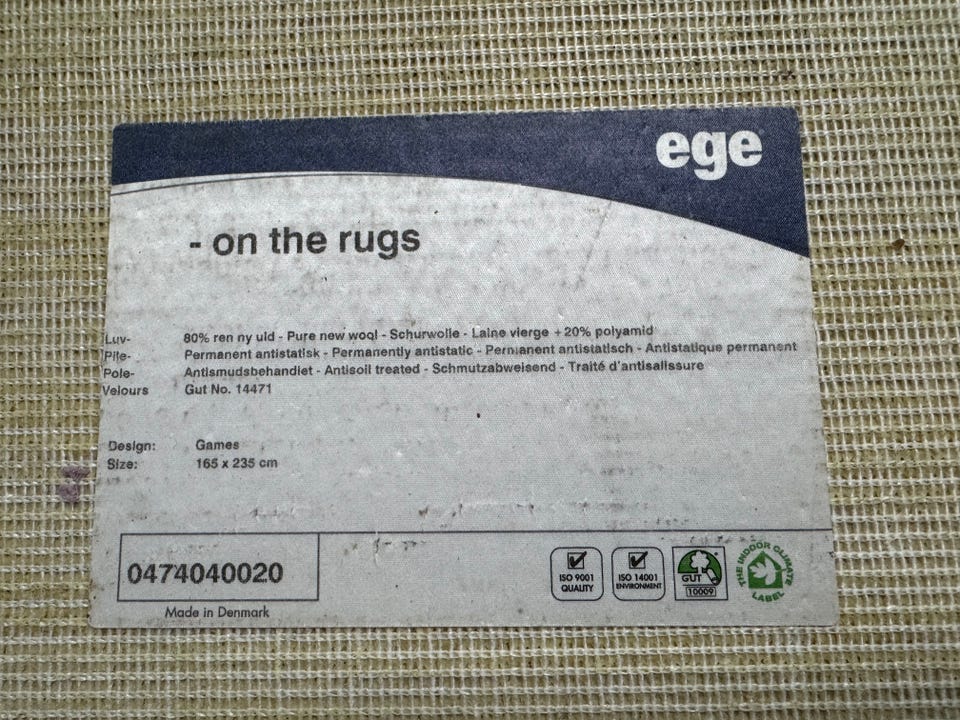 ege
- on the rugs
Luv- 80% ren ny uld - Pure new wool - Schurwolle - Laine vierge + 20% polyamid
Pile- Permanent antistatisk - Permanently antistatic - Permanent antistatisch - Antistatique permanent
Pole- Antismudsbehandlet - Antisoil treated - Schmutzabweisend - Traité d'antisalissure
Velours Gut No. 14471
Design: Games
Size: 165 x 235 cm
0474040020
Made in Denmark
ISO 9001
QUALITY
ISO 14001
ENVIRONMENT
GUT
10009
THE INDOOR CLIMATE
LABEL